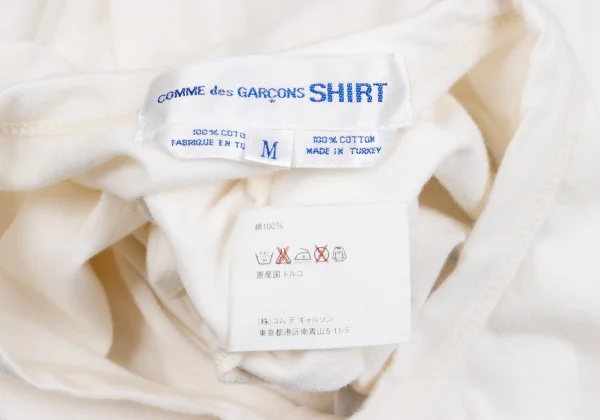 COMME des GARÇONS SHIRT
100% COTTON
FABRIQUE EN TU
M
100% COTTON
MADE IN TURKEY
綿100%
原産国 トルコ
(株)コム デ ギャルソン
東京都港区南青山5-11-5